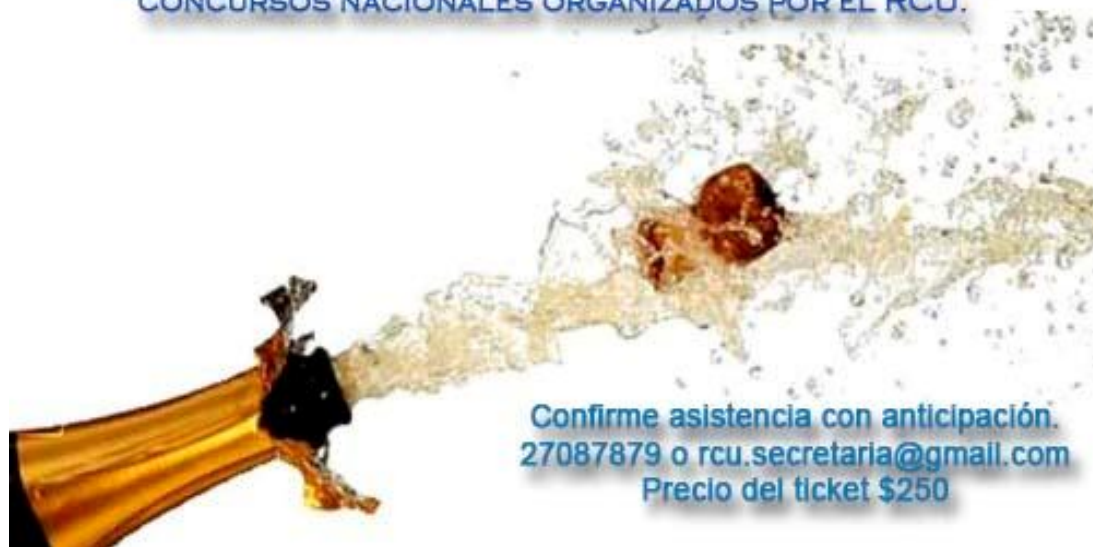 CONCURSOS NACIONALES ORGANIZADOS POR EL RCU.
Confirme asistencia con anticipación.
27087879 o rcu.secretaria@gmail.com
Precio del ticket $250